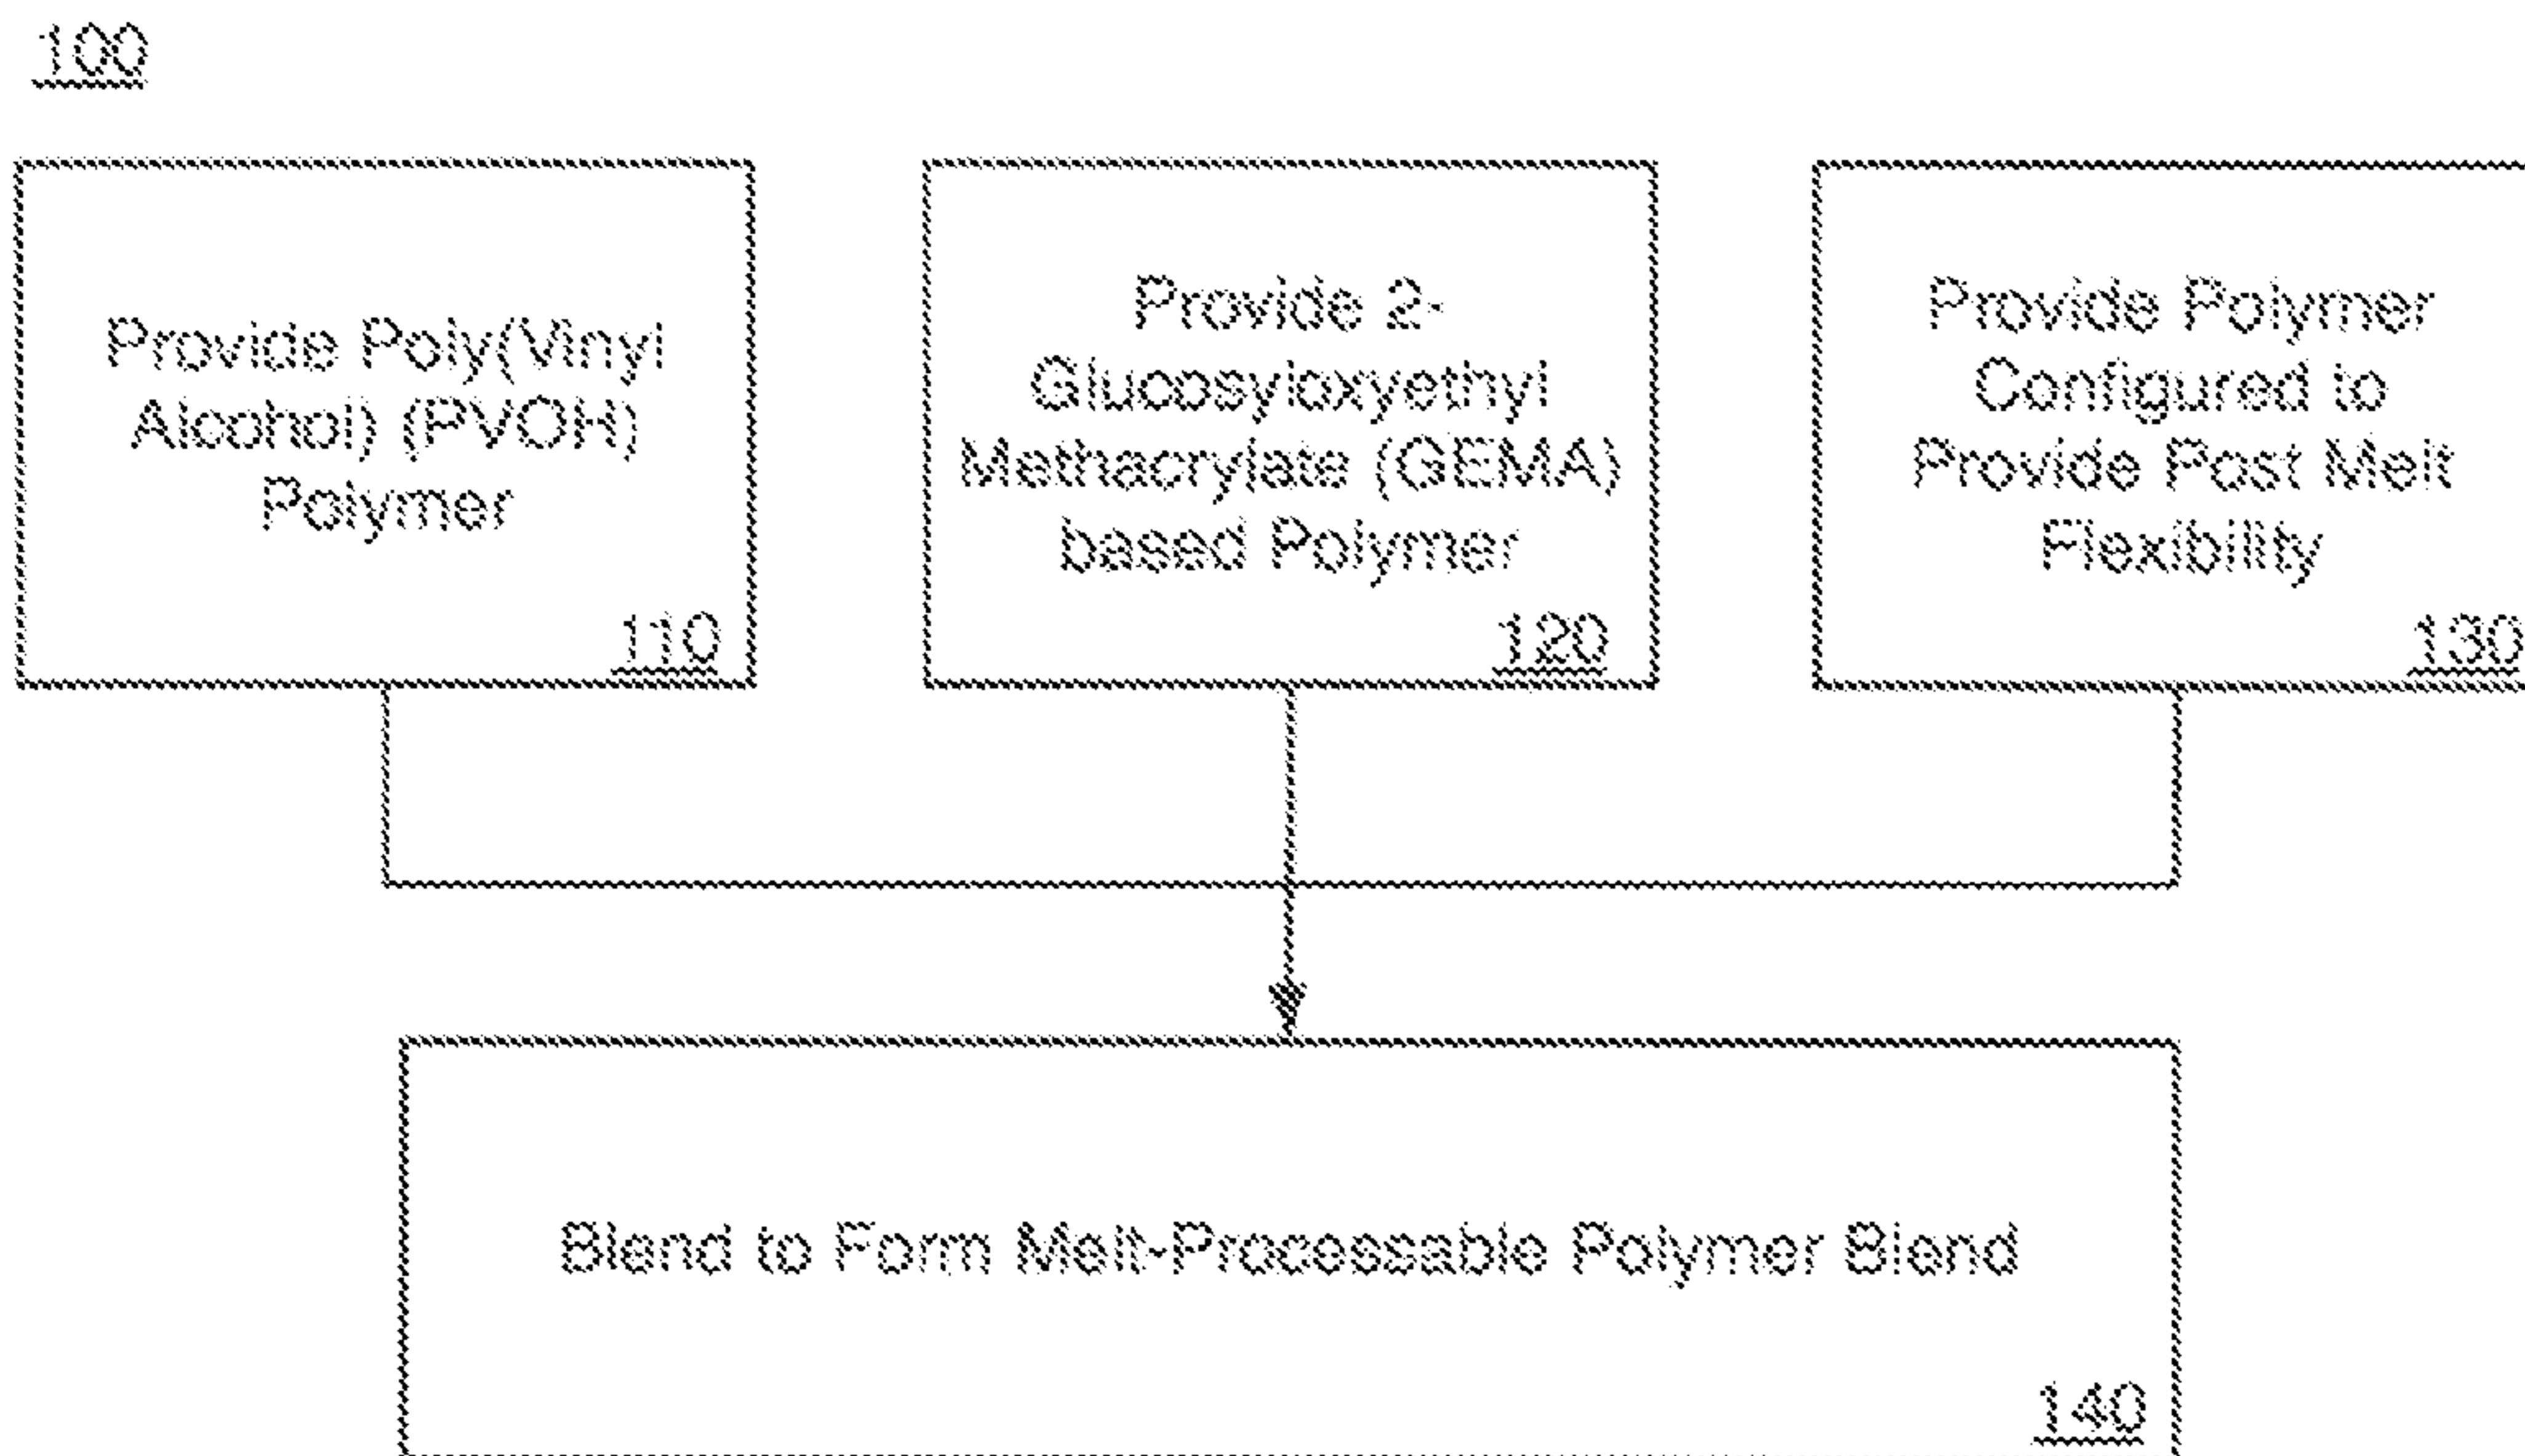 100
Provide Poly(Vinyl
Alcohol) (PVOH)
Polymer
110
Provide 2-
Glucosyloxyethyl
Methacrylate (GEMA)
based Polymer
120
Provide Polymer
Configured to
Provide Post Melt
Flexibility
130
Blend to Form Melt-Processable Polymer Blend
140